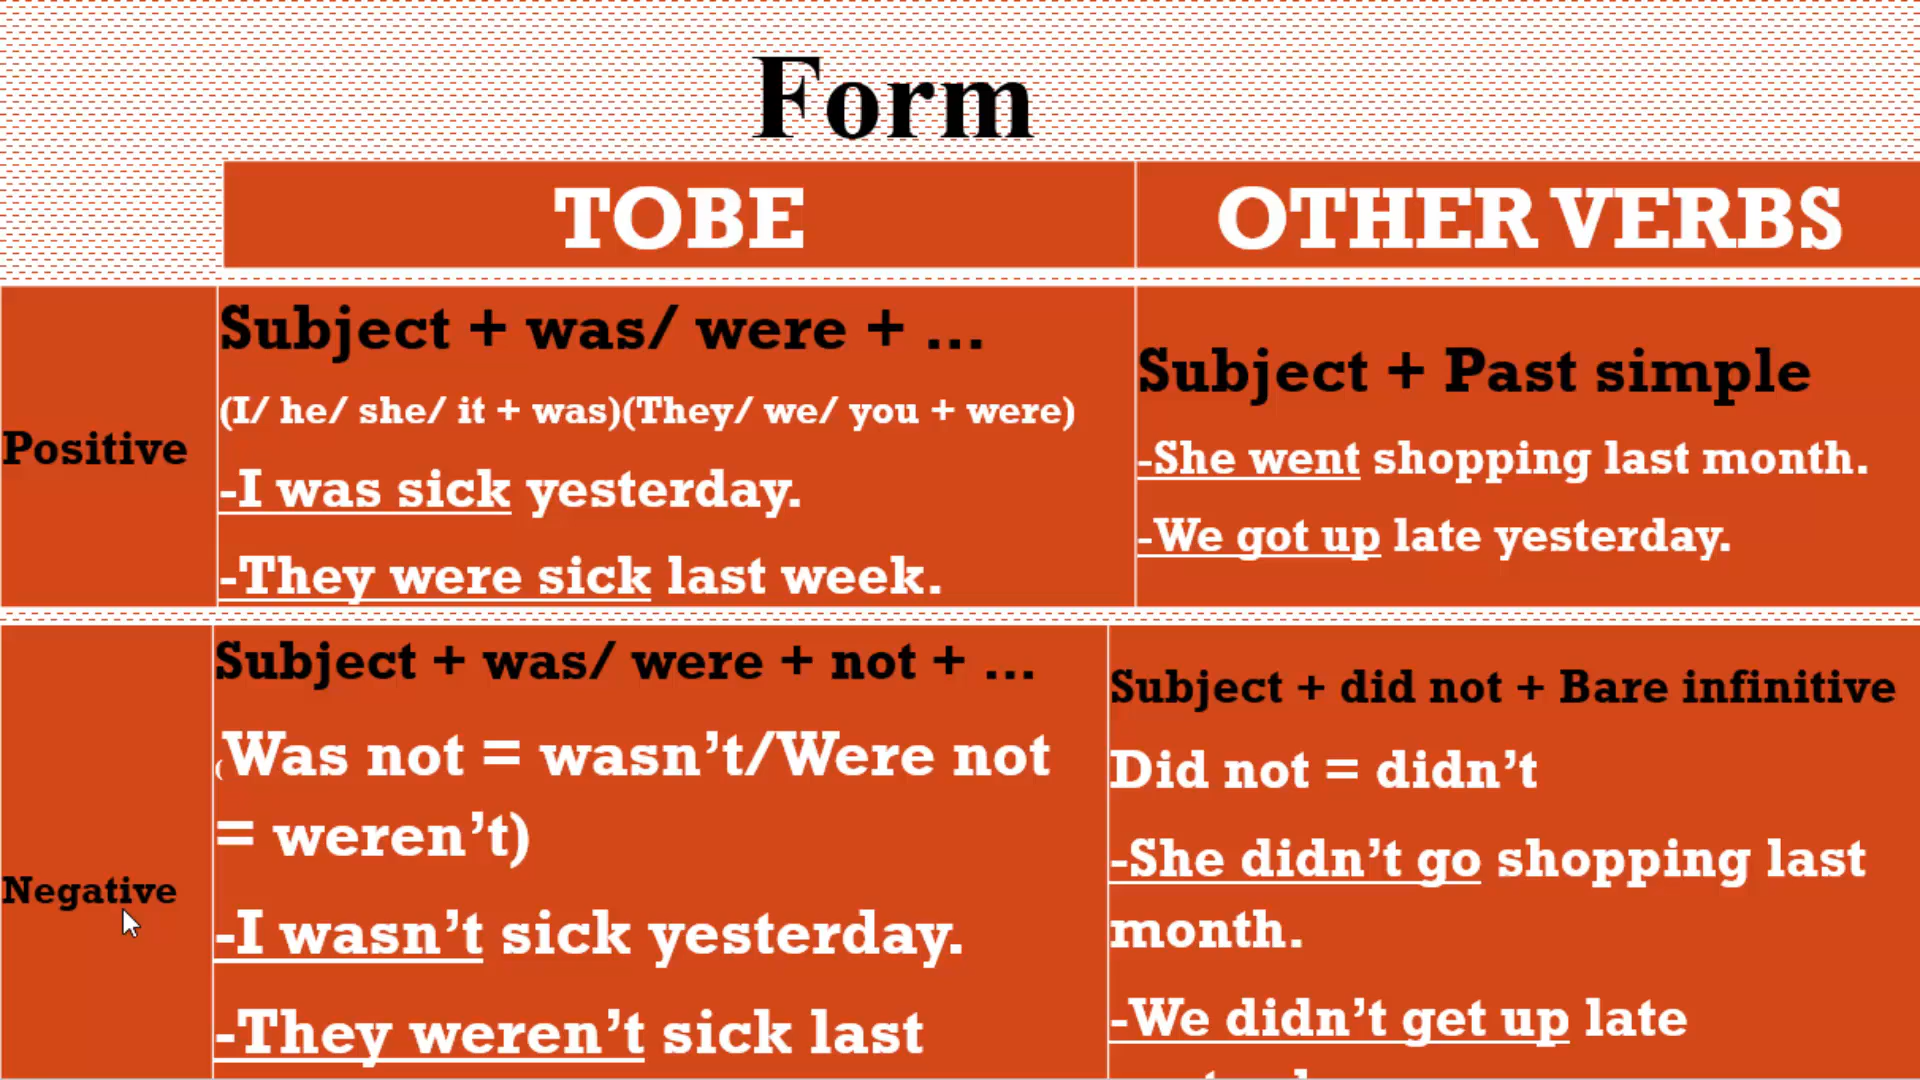 Form
TOBE
OTHER VERBS
Positive
Subject + was/ were + ...
(I/ he/ she/ it + was)(They/ we/ you + were)
-I was sick yesterday.
-They were sick last week.
Subject + Past simple
-She went shopping last month.
-We got up late yesterday.
Negative
Subject + was/ were + not + ...
(Was not = wasn’t/Were not
= weren’t)
-I wasn’t sick yesterday.
-They weren’t sick last
Subject + did not + Bare infinitive
Did not = didn’t
-She didn’t go shopping last
month.
-We didn’t get up late